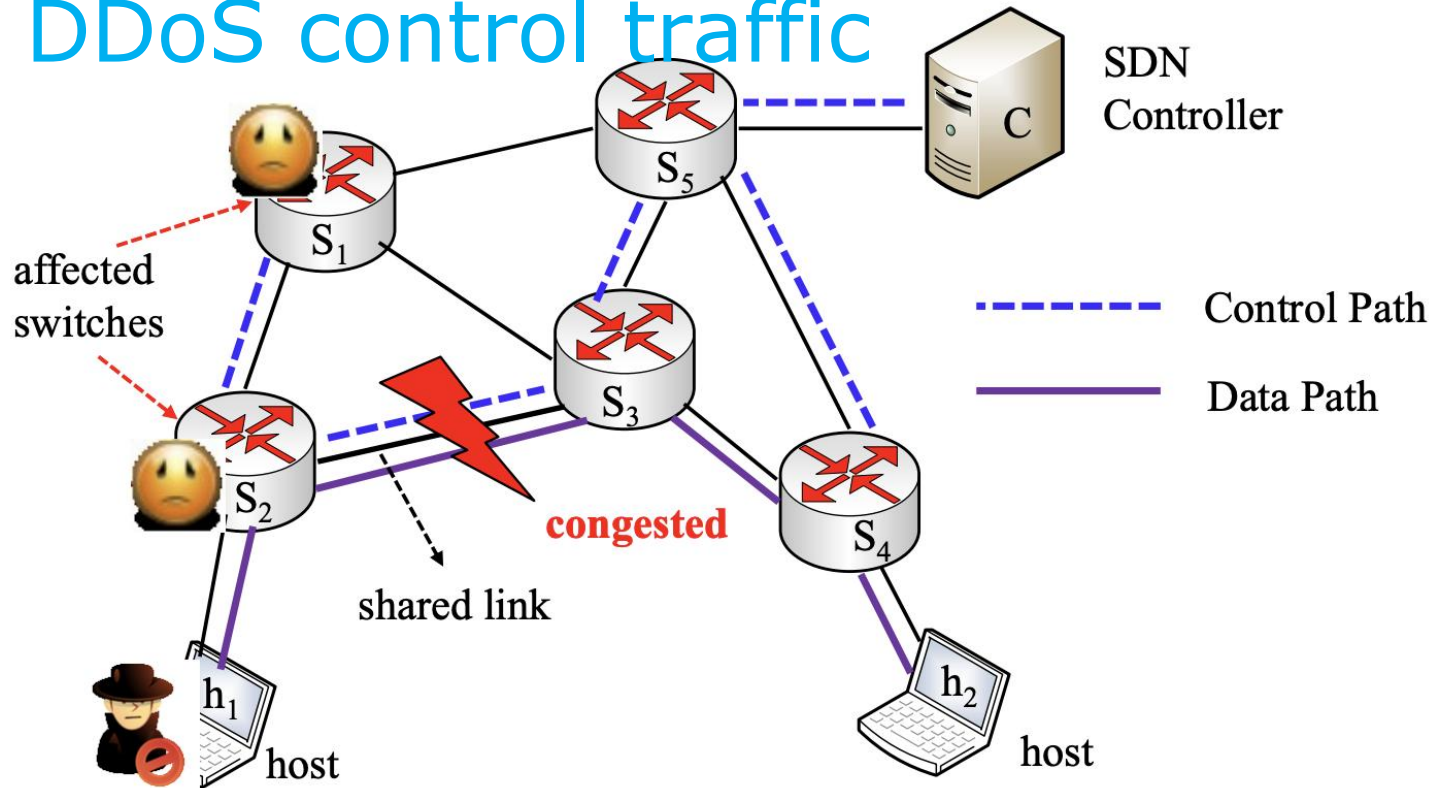 DDoS control traffic
SDN
Controller
C
S5
S1
affected
switches
Control Path
S3
Data Path
S2
congested
S4
shared link
h1
h2
host
host